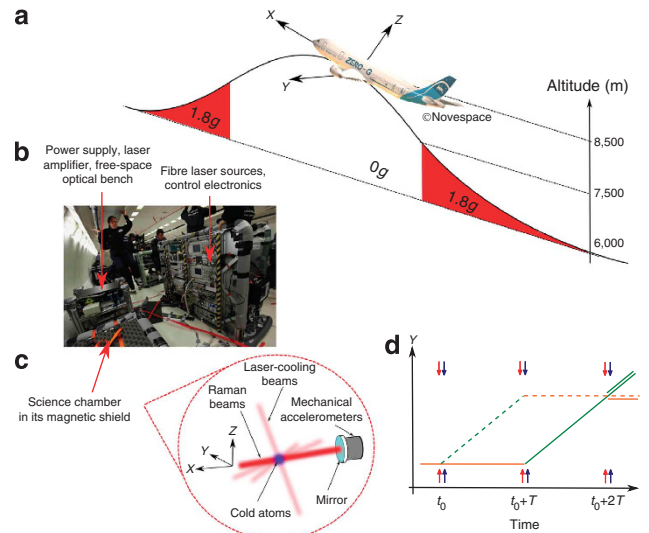 a
X
Z
Y
ZERO-G
©Novespace
Altitude (m)
8,500
7,500
6,000
1.8g
0g
1.8g
b
Power supply, laser
amplifier, free-space
optical bench
Fibre laser sources,
control electronics
Science chamber
in its magnetic shield
c
Laser-cooling
beams
Raman
beams
Mechanical
accelerometers
Z
Y
X
Cold atoms
Mirror
d
Y
t0
t0+T
t0+2T
Time